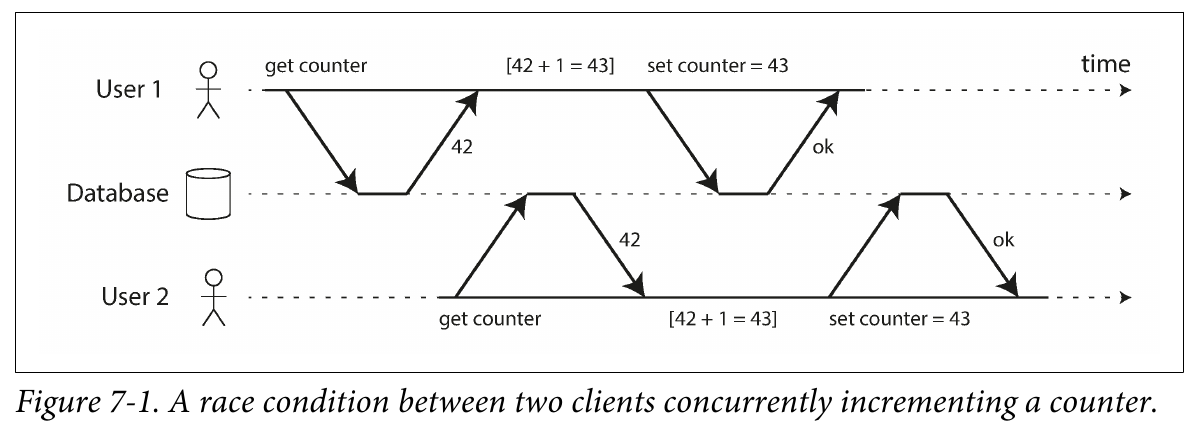 get counter [42 + 1 = 43] set counter = 43 time
User 1
42 ok
Database
42 ok
User 2
get counter [42 + 1 = 43] set counter = 43
Figure 7-1. A race condition between two clients concurrently incrementing a counter.